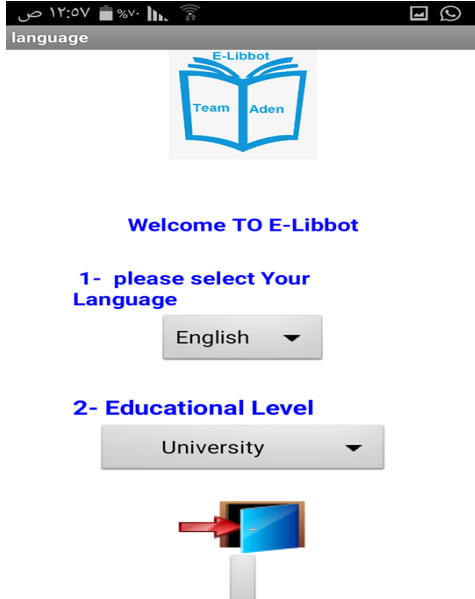 ١٢:٥٧ ص
%٧٠
language
E-Libbot
Team Aden
Welcome TO E-Libbot
1- please select Your
Language
English
2- Educational Level
University